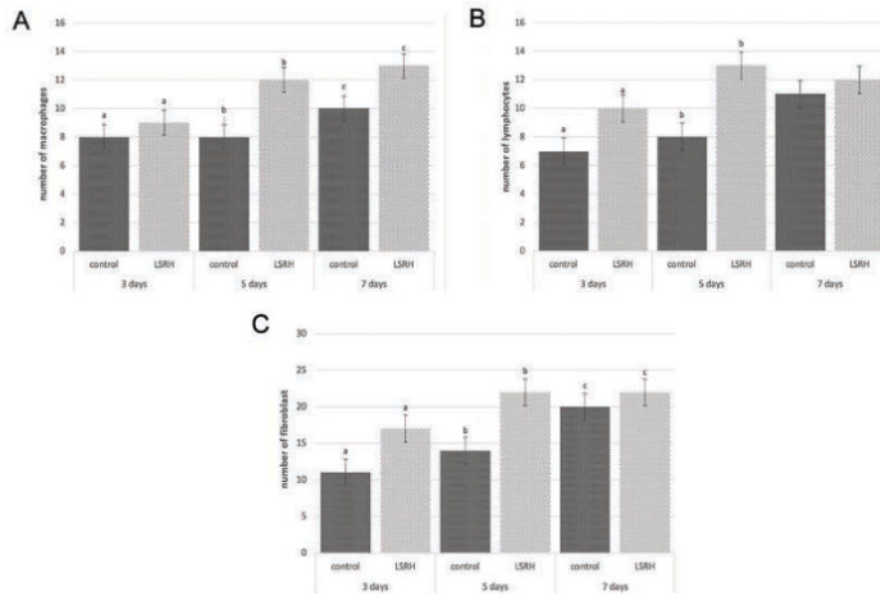 A
number of macrophages
16
14
12
10
8
6
4
2
0
a
a
b
b
c
c
control LSRH control LSRH control LSRH
3 days 5 days 7 days
B
number of lymphocytes
16
14
12
10
8
6
4
2
0
a
a
b
b
control LSRH control LSRH control LSRH
3 days 5 days 7 days
C
number of fibroblast
30
25
20
15
10
5
0
a
a
b
b
c
c
control LSRH control LSRH control LSRH
3 days 5 days 7 days